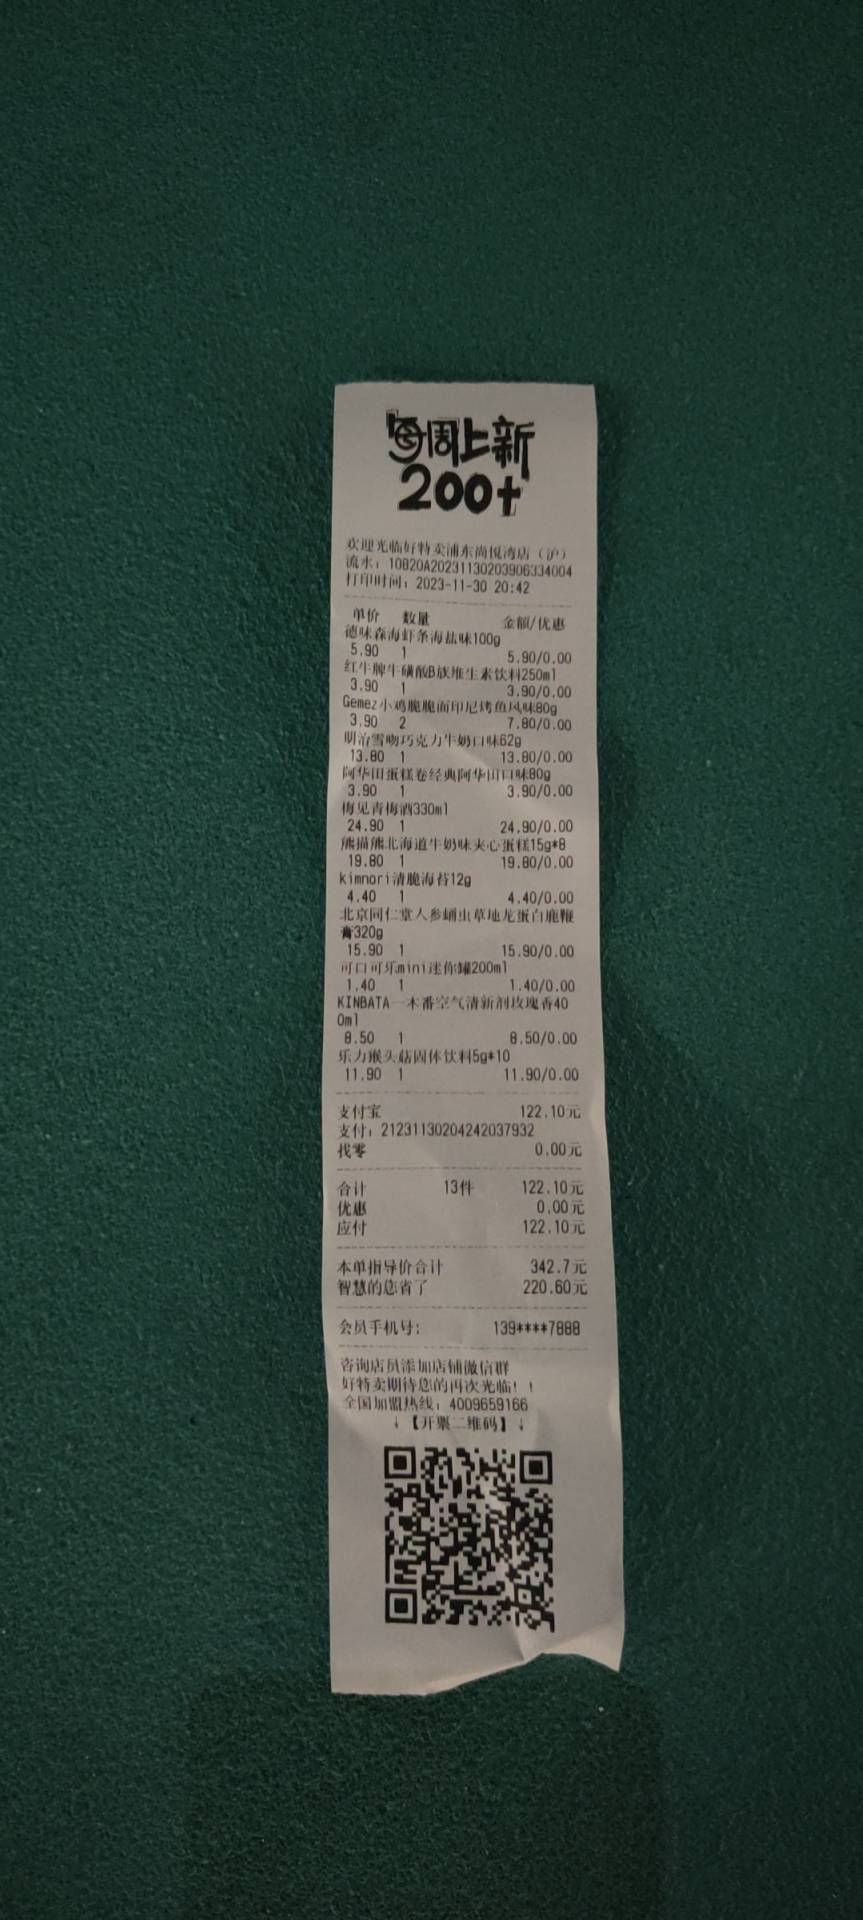 「每周上新
200+」
欢迎光临好特卖浦东尚悦湾店（沪）
流水：10820A20231130203906334004
打印时间：2023-11-30 20:42
单价 数量 金额/优惠
德味森海虾条海盐味100g
5.90 1 5.90/0.00
红牛牌牛磺酸B族维生素饮料250ml
3.90 1 3.90/0.00
Gemez小鸡脆脆面印尼烤鱼风味80g
3.90 2 7.80/0.00
明治雪吻巧克力牛奶口味62g
13.80 1 13.80/0.00
阿华田蛋糕卷经典阿华田口味80g
3.90 1 3.90/0.00
梅见青梅酒330ml
24.90 1 24.90/0.00
熊描熊北海道牛奶味夹心蛋糕15g*8
19.80 1 19.80/0.00
kimnori清脆海苔12g
4.40 1 4.40/0.00
北京同仁堂人参蛹虫草地龙蛋白鹿鞭
膏320g
15.90 1 15.90/0.00
可口可乐mini迷你罐200ml
1.40 1 1.40/0.00
KINBATA一木番空气清新剂玫瑰香40
0ml
8.50 1 8.50/0.00
乐力猴头菇固体饮料5g*10
11.90 1 11.90/0.00
支付宝 122.10元
支付：21231130204242037932
找零 0.00元
合计 13件 122.10元
优惠 0.00元
应付 122.10元
本单指导价合计 342.7元
智慧的您省了 220.60元
会员手机号: 139****7888
咨询店员添加店铺微信群
好特卖期待您的再次光临！！
全国加盟热线：4009659166
↓【开票二维码】↓